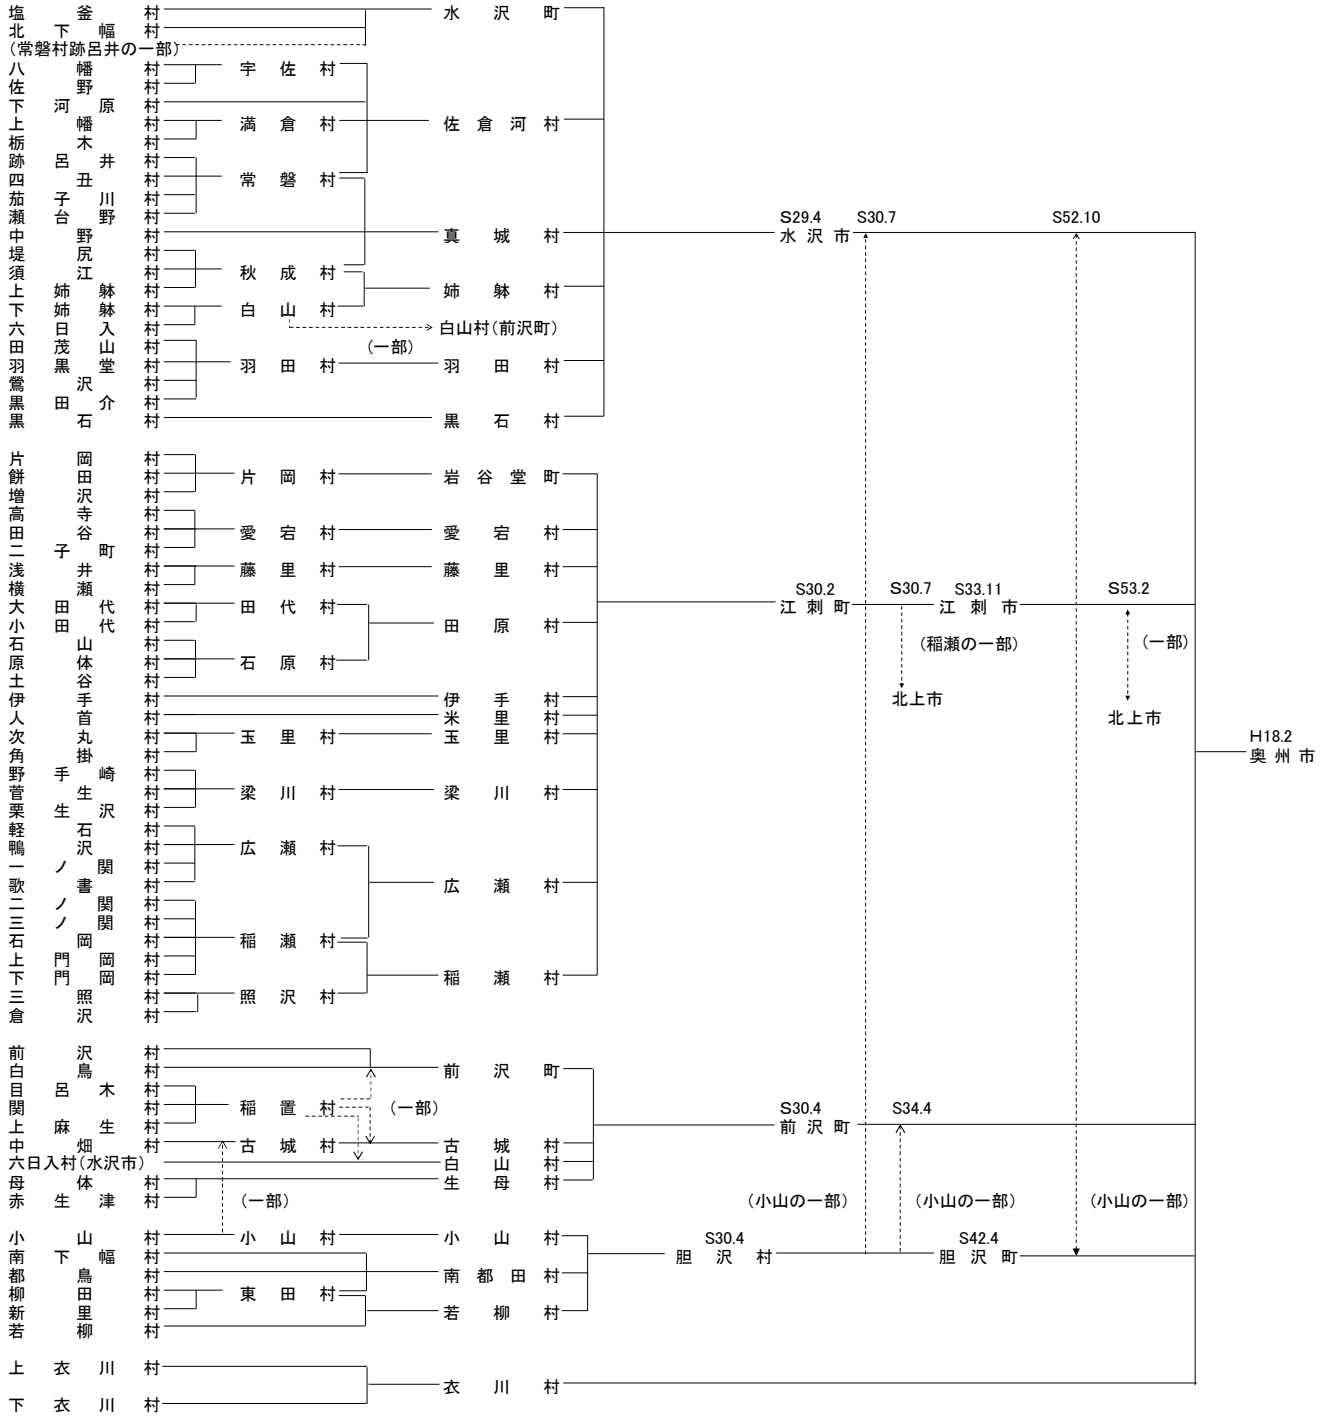 塩釜村 水沢町
北下幅村
(常磐村跡呂井の一部)
八幡村 宇佐村
佐野村
下河原村
上幡村 満倉村 佐倉河村
栃木村
跡呂井村
四丑村 常磐村
茄子川村
瀬台野村 S29.4 S30.7 S52.10
中野村 真城村 水沢市
堤尻村
須江村 秋成村
上姉躰村 姉躰村
下姉躰村 白山村
六日入村 白山村(前沢町)
田茂山村 (一部)
羽黒堂村 羽田村 羽田村
鶯沢村
黒田介村
黒石村 黒石村
片岡村
餅田村 片岡村 岩谷堂町
増沢村
高寺村
田谷村 愛宕村 愛宕村
二子町村
浅井村 藤里村 藤里村
横瀬村 S30.2 S30.7 S33.11 S53.2
大田代村 田代村 江刺町 江刺市
小田代村 田原村
石山村 (稲瀬の一部) (一部)
原体村 石原村
土谷村
伊手村 伊手村 北上市
人首村 米里村 北上市
次丸村 玉里村 玉里村 H18.2
角掛村 奥州市
野手崎村
菅生村 梁川村 梁川村
栗生沢村
軽石村
鴨沢村 広瀬村
一ノ関村
歌書村 広瀬村
二ノ関村
三ノ関村
石岡村 稲瀬村
上門岡村
下門岡村 稲瀬村
三照村 照沢村
倉沢村
前沢村
白鳥村 前沢町
目呂木村
関村 稲置村 (一部) S30.4 S34.4
上麻生村 前沢町
中畑村 古城村 古城村
六日入村(水沢市) 白山村
母体村 生母村
赤生津村 (一部) (小山の一部) (小山の一部) (小山の一部)
小山村 小山村 小山村 S30.4 S42.4
南下幅村 胆沢村 胆沢町
都鳥村 南都田村
柳田村 東田村
新里村 若柳村
若柳村
上衣川村
衣川村
下衣川村